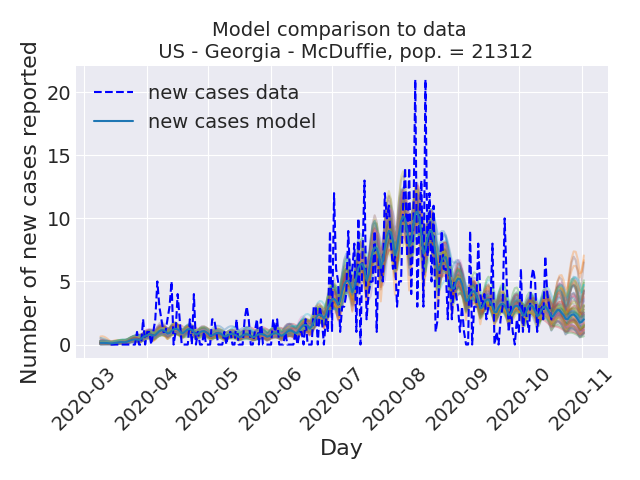 Model comparison to data
US - Georgia - McDuffie, pop. = 21312
Number of new cases reported
20
15
10
5
0
new cases data
new cases model
2020-03
2020-04
2020-05
2020-06
2020-07
2020-08
2020-09
2020-10
2020-11
Day